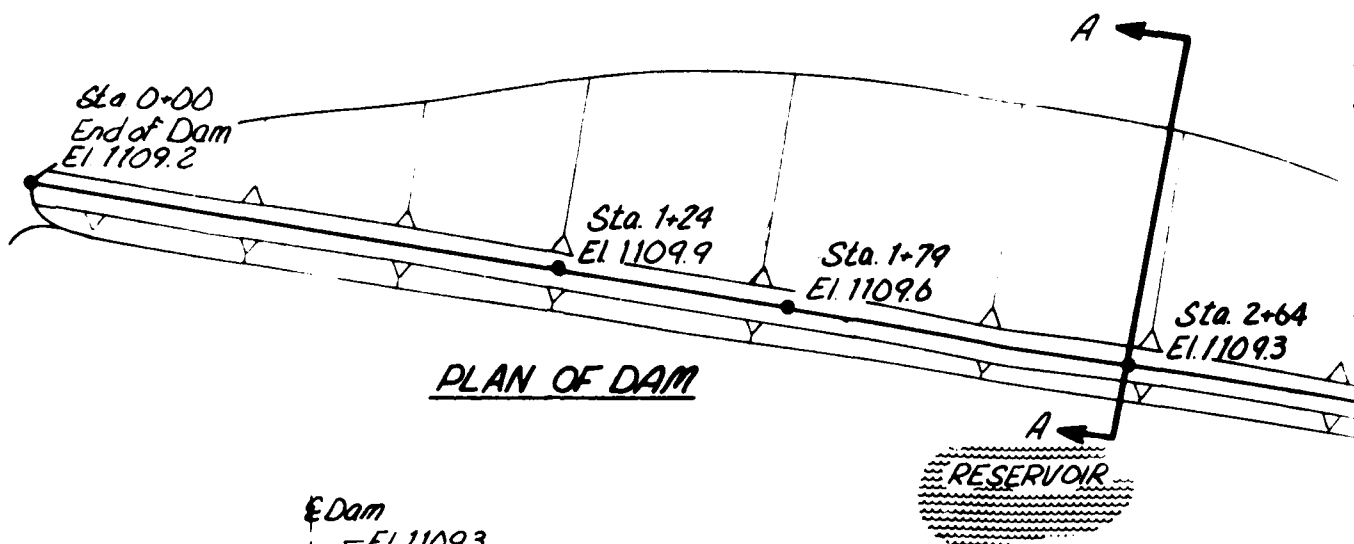 A
Sta 0+00
End of Dam
El 1109.2
Sta. 1+24
El. 1109.9
Sta. 1+79
El. 1109.6
Sta. 2+64
El. 1109.3
PLAN OF DAM
A
RESERVOIR
℄ Dam
El 1109.3